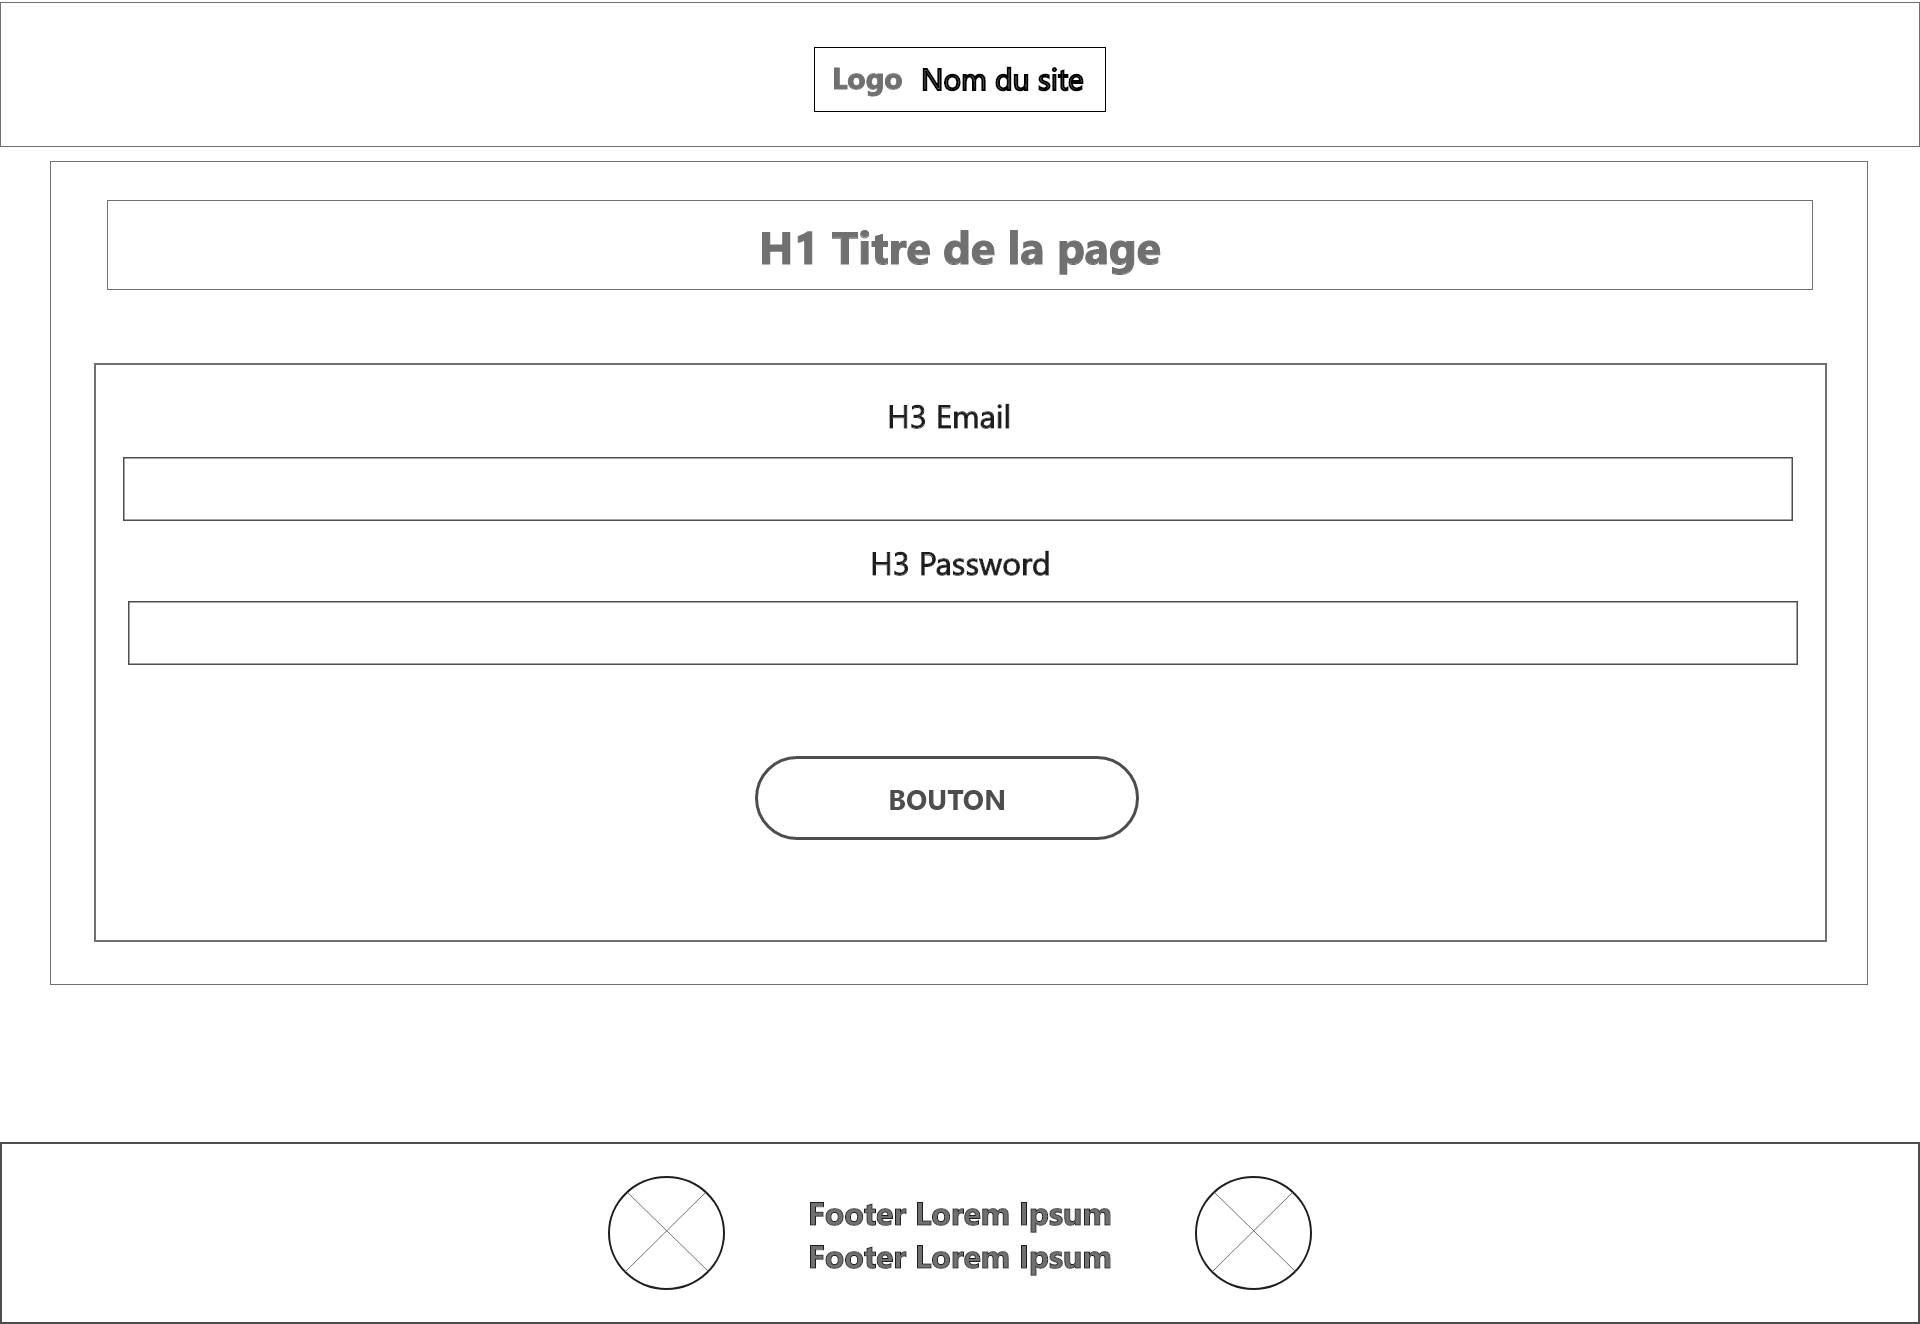 Logo Nom du site
H1 Titre de la page
H3 Email
H3 Password
BOUTON
Footer Lorem Ipsum
Footer Lorem Ipsum